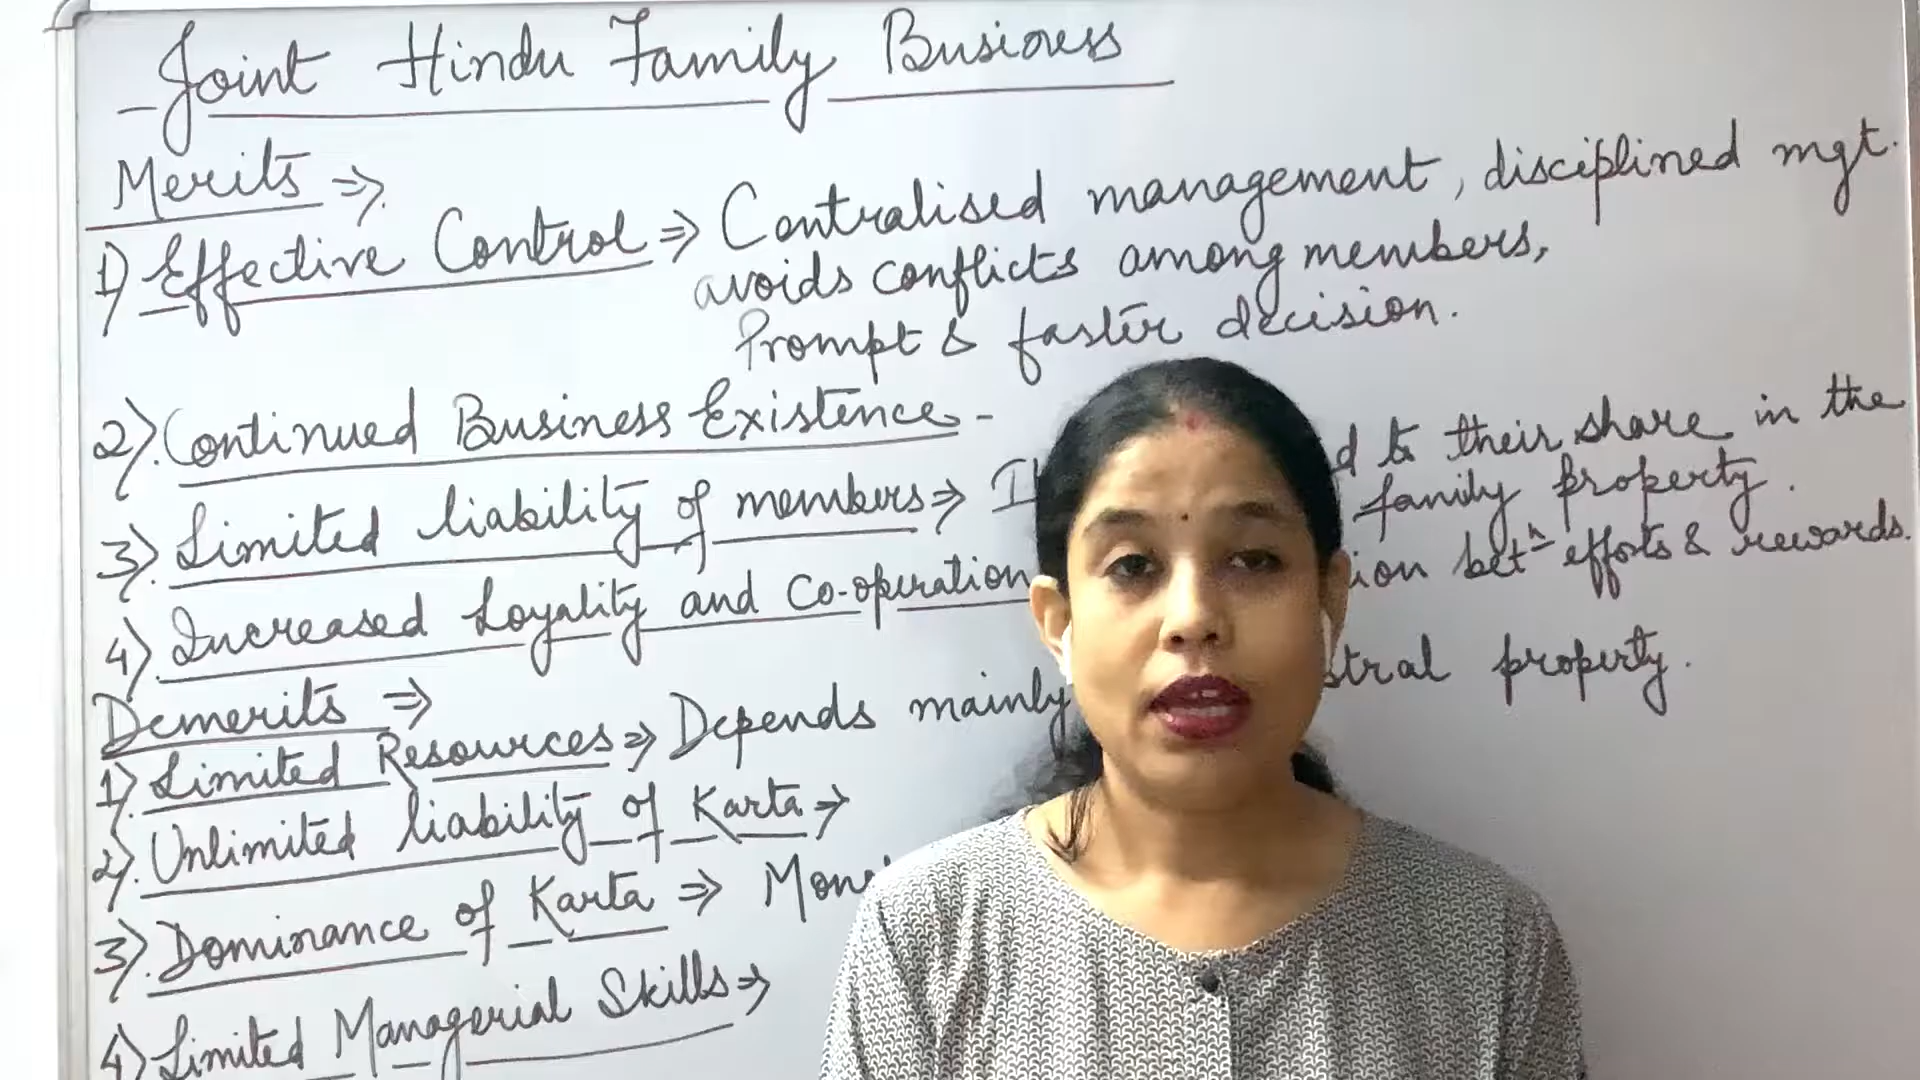 Joint Hindu Family Business
Merits ⇒
1) Effective Control ⇒ Centralised management, disciplined mgt.
avoids conflicts among members,
Prompt & faster decision.
2). Continued Business Existence -
3). Limited liability of members ⇒ to their share in the
family property.
4) Increased Loyality and Co-operation betn efforts & rewards.
Demerits ⇒
1). Limited Resources ⇒ Depends mainly property.
2). Unlimited liability of Karta ⇒
3). Dominance of Karta ⇒
4) Limited Managerial Skills ⇒